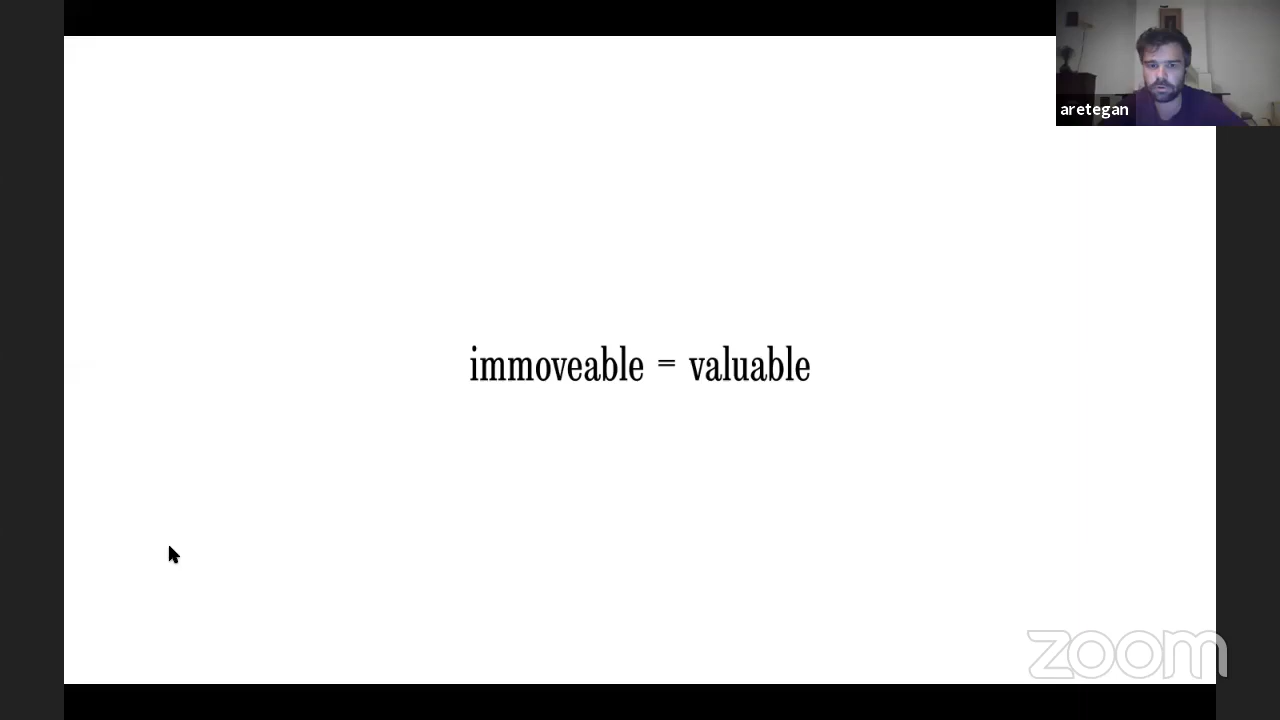 aretegan
immoveable = valuable
zoom